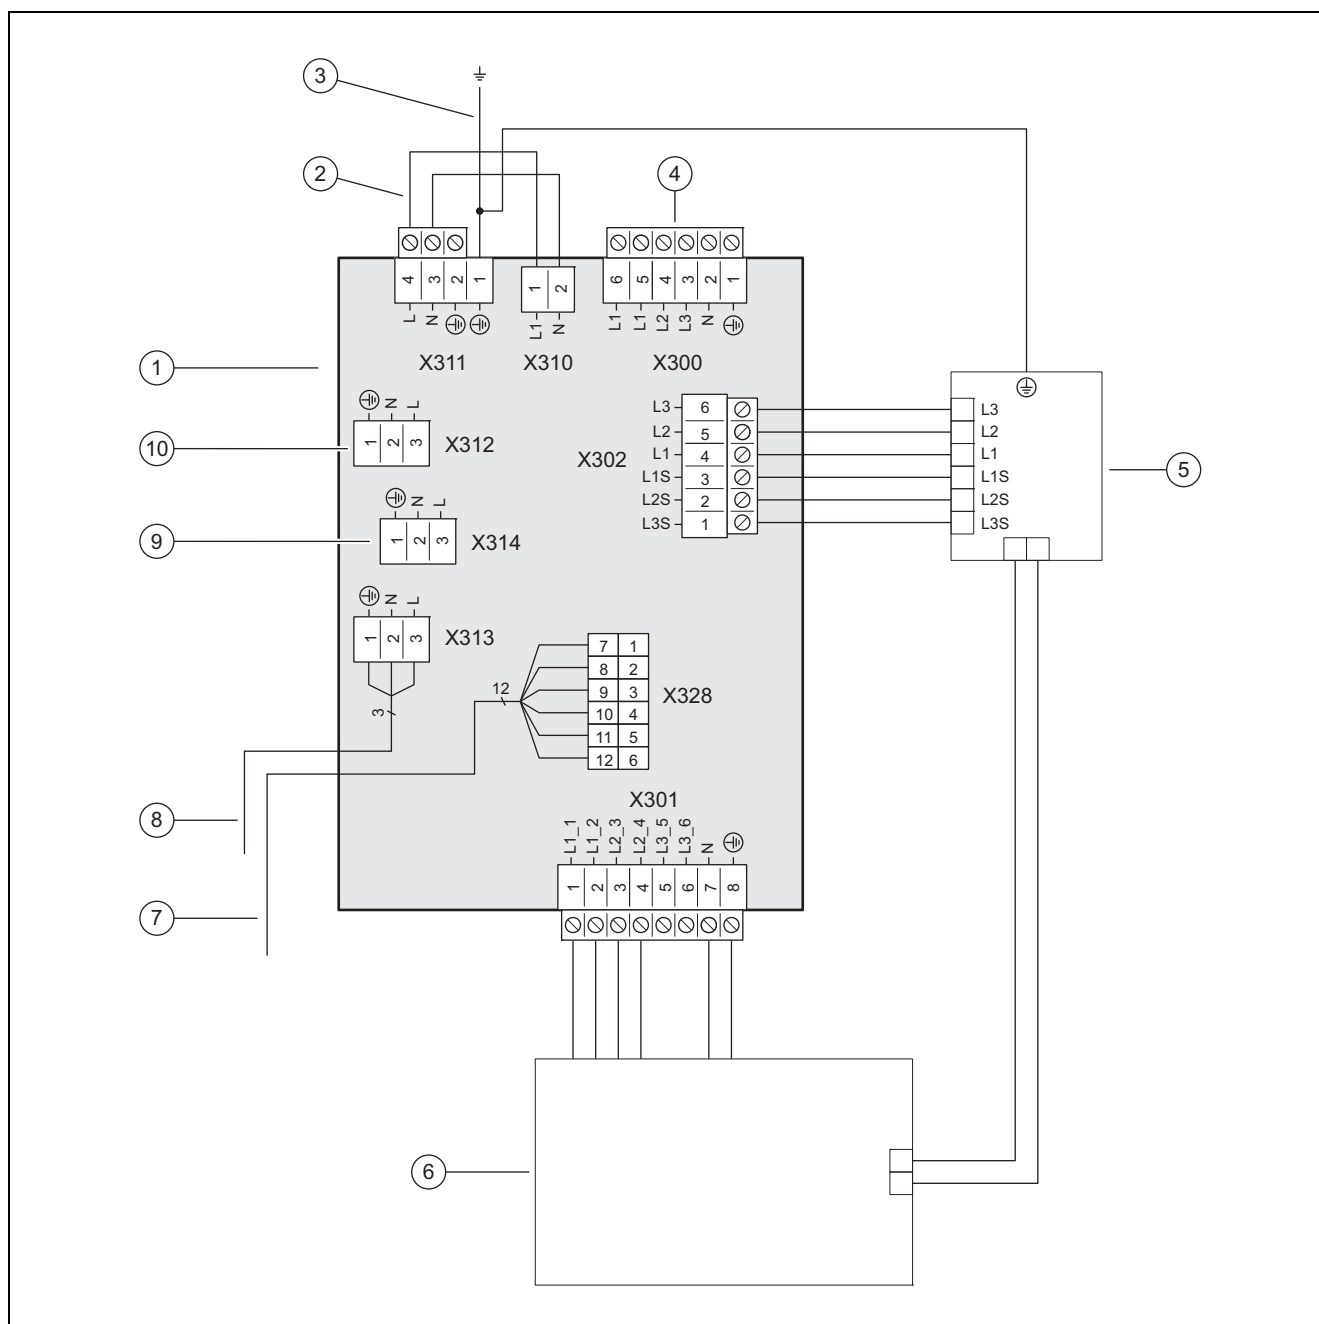 3
2
4
4 3 2 1
L N
X311
1 2
L1 N
X310
6 5 4 3 2 1
L1 L1 L2 L3 N
X300
1
N L
1 2 3
X312
10
L3 6
L2 5
L1 4
L1S 3
L2S 2
L3S 1
X302
L3
L2
L1
L1S
L2S
L3S
5
N L
1 2 3
X314
9
N L
1 2 3
X313
3
12
7 1
8 2
9 3
10 4
11 5
12 6
X328
8
7
X301
L1_1 L1_2 L2_3 L2_4 L3_5 L3_6 N
1 2 3 4 5 6 7 8
6